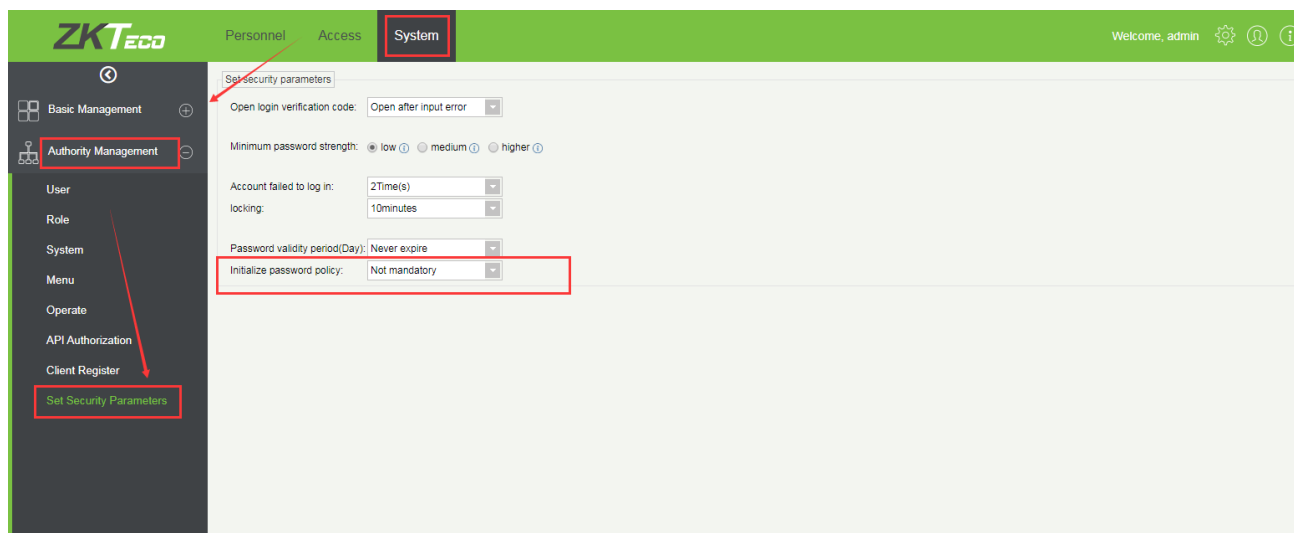 ZKTeco
Personnel Access System
Welcome, admin
Basic Management
Authority Management
User
Role
System
Menu
Operate
API Authorization
Client Register
Set Security Parameters
Set security parameters
Open login verification code: Open after input error
Minimum password strength: low medium higher
Account failed to log in: 2Time(s)
locking: 10minutes
Password validity period(Day): Never expire
Initialize password policy: Not mandatory